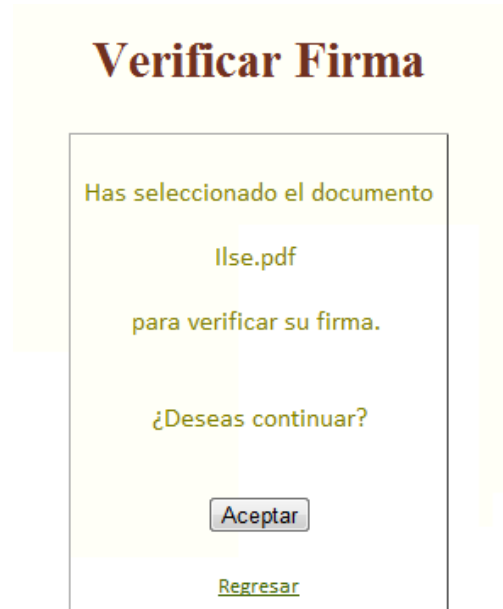 Verificar Firma
Has seleccionado el documento
Ilse.pdf
para verificar su firma.
¿Deseas continuar?
Aceptar
Regresar